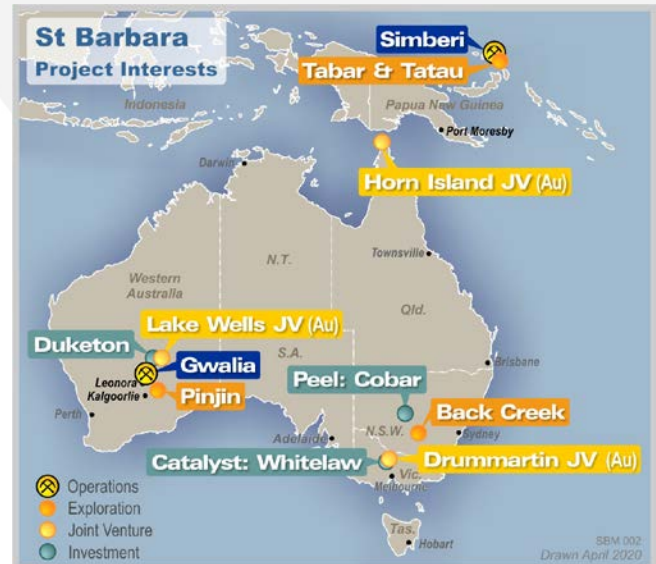 St Barbara
Project Interests
Simberi
Tabar & Tatau
Indonesia
Papua New Guinea
Port Moresby
Darwin
Horn Island JV (Au)
Townsville
N.T.
Western
Australia
Qld.
Lake Wells JV (Au)
Duketon
S.A.
Gwalia
Brisbane
Leonora
Kalgoorlie
Peel: Cobar
Pinjin
Perth
Back Creek
N.S.W.
Sydney
Adelaide
Catalyst: Whitelaw
Drummartin JV (Au)
Vic.
Melbourne
Operations
Exploration
Joint Venture
Investment
Tas.
Hobart
SBM 002
Drawn April 2020